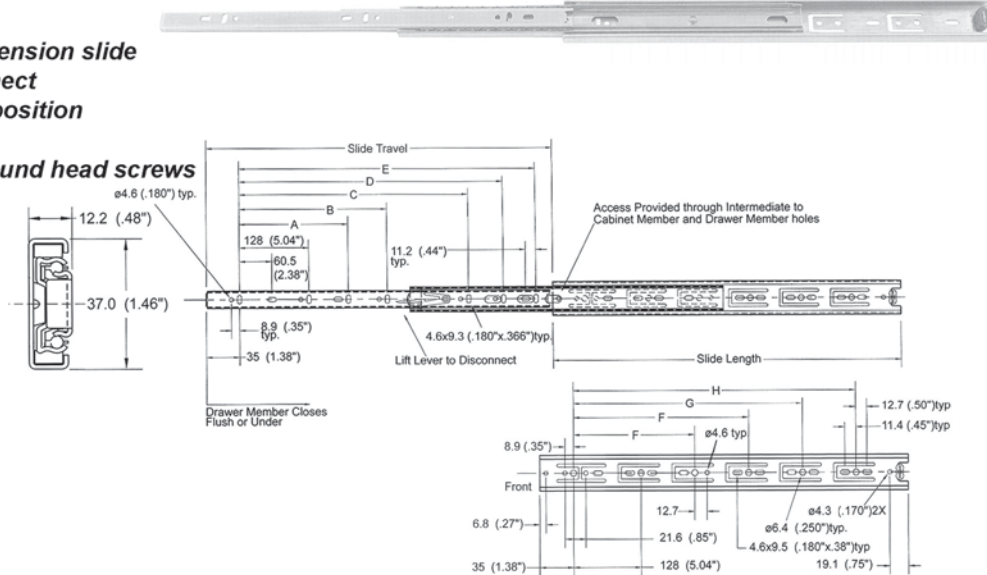 ension slide
nect
position
und head screws
Slide Travel
E
D
C
B
A
ø4.6 (.180") typ.
12.2 (.48")
128 (5.04")
60.5
(2.38")
11.2 (.44")
typ.
Access Provided through Intermediate to
Cabinet Member and Drawer Member holes
37.0 (1.46")
8.9 (.35")
typ.
4.6x9.3 (.180"x.366")typ.
35 (1.38")
Lift Lever to Disconnect
Slide Length
Drawer Member Closes
Flush or Under
H
G
F
F
12.7 (.50")typ
11.4 (.45")typ
ø4.6 typ.
8.9 (.35")
Front
6.8 (.27")
12.7
ø4.3 (.170")2X
ø6.4 (.250")typ.
21.6 (.85")
4.6x9.5 (.180"x.38")typ
35 (1.38")
128 (5.04")
19.1 (.75")